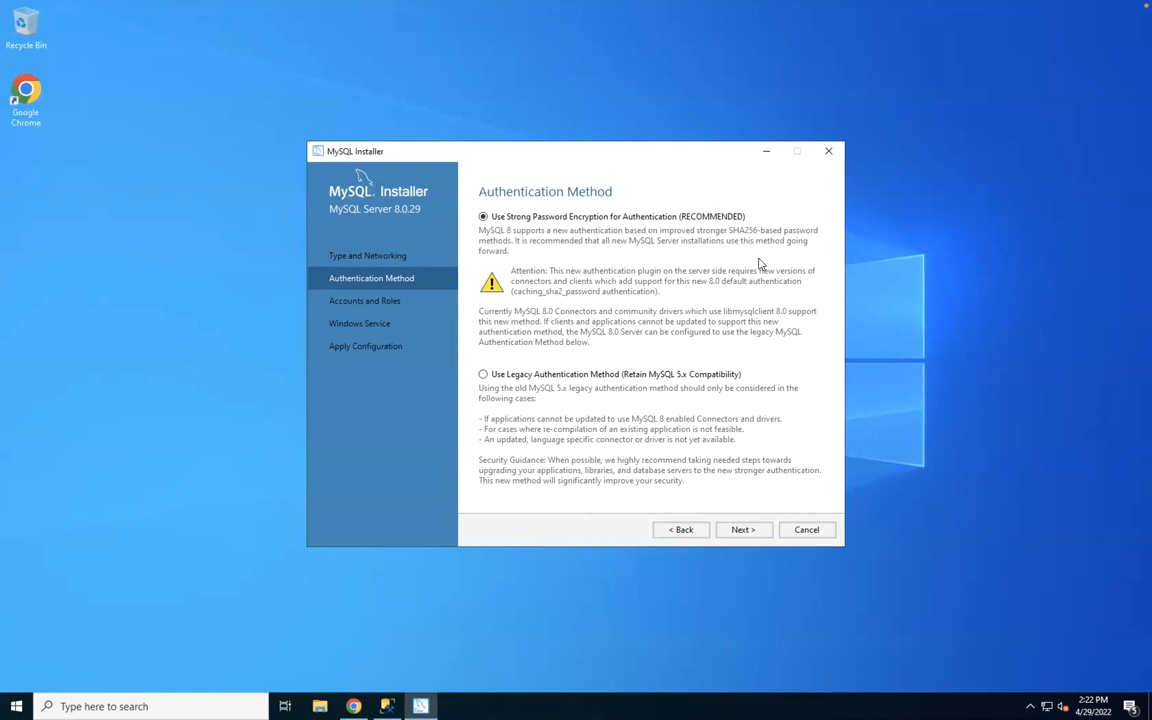 Recycle Bin
Google
Chrome
MySQL Installer
MySQL. Installer
MySQL Server 8.0.29
Type and Networking
Authentication Method
Accounts and Roles
Windows Service
Apply Configuration
Authentication Method
Use Strong Password Encryption for Authentication (RECOMMENDED)
MySQL 8 supports a new authentication based on improved stronger SHA256-based password
methods. It is recommended that all new MySQL Server installations use this method going
forward.
Attention: This new authentication plugin on the server side requires new versions of
connectors and clients which add support for this new 8.0 default authentication
(caching_sha2_password authentication).
Currently MySQL 8.0 Connectors and community drivers which use libmysqlclient 8.0 support
this new method. If clients and applications cannot be updated to support this new
authentication method, the MySQL 8.0 Server can be configured to use the legacy MySQL
Authentication Method below.
Use Legacy Authentication Method (Retain MySQL 5.x Compatibility)
Using the old MySQL 5.x legacy authentication method should only be considered in the
following cases:
- If applications cannot be updated to use MySQL 8 enabled Connectors and drivers.
- For cases where re-compilation of an existing application is not feasible.
- An updated, language specific connector or driver is not yet available.
Security Guidance: When possible, we highly recommend taking needed steps towards
upgrading your applications, libraries, and database servers to the new stronger authentication.
This new method will significantly improve your security.
< Back
Next >
Cancel
Type here to search
2:22 PM
4/29/2022
5